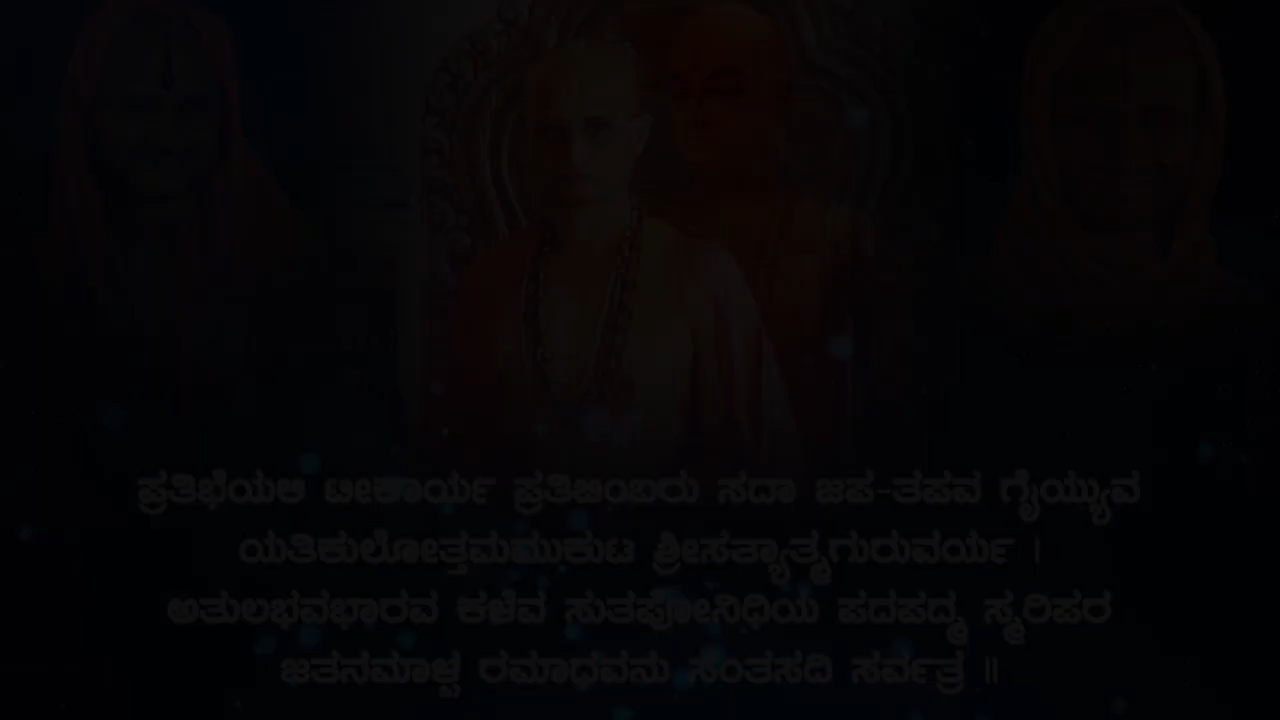 ಪ್ರತಿಭೆಯಲಿ ಟೀಕಾರ್ಯ ಪ್ರತಿಬಿಂಬರು ಸದಾ ಜಪ-ತಪವ ಗೈಯ್ಯುವ
ಯತಿಕುಲೋತ್ತಮಮುಕುಟ ಶ್ರೀಸತ್ಯಾತ್ಮಗುರುವರ್ಯ ।
ಅತುಲಭವಭಾರವ ಕಳೆವ ಸುತಪೋನಿಧಿಯ ಪದಪದ್ಮ ಸ್ಮರಿಪರ
ಜತನಮಾಳ್ಪ ರಮಾಧವನು ಸಂತಸದಿ ಸರ್ವತ್ರ ॥